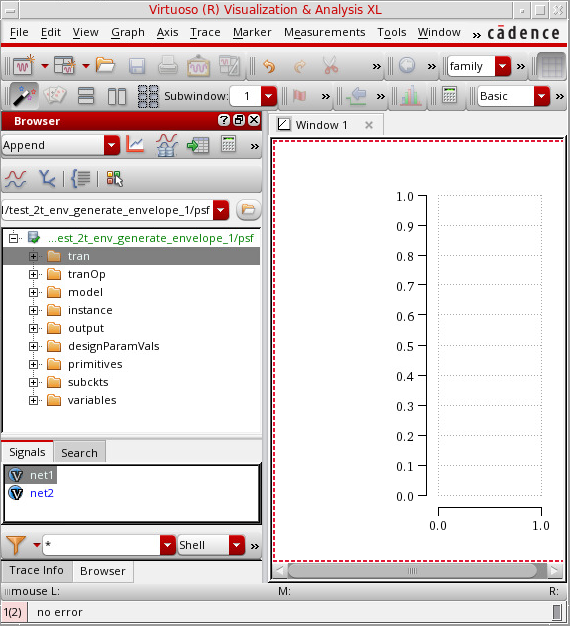 Virtuoso (R) Visualization & Analysis XL
File Edit View Graph Axis Trace Marker Measurements Tools Window » cādence
» family »
Subwindow: 1 » » Basic »
Browser
Window 1
Append »
l/test_2t_env_generate_envelope_1/psf
...est_2t_env_generate_envelope_1/psf
tran
tranOp
model
instance
output
designParamVals
primitives
subckts
variables
1.0
0.9
0.8
0.7
0.6
0.5
0.4
0.3
0.2
0.1
0.0
0.0 1.0
Signals Search
net1
net2
* Shell »
Trace Info Browser
mouse L: M: R:
1(2) no error